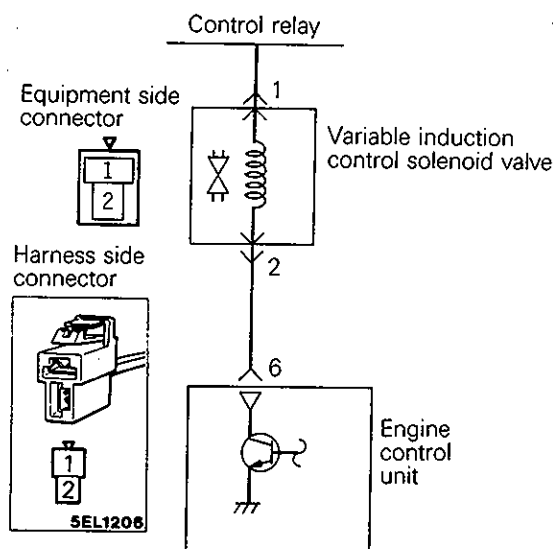 Control relay
1
Equipment side
connector
1
2
Variable induction
control solenoid valve
Harness side
connector
2
6
1
2
5EL1206
Engine
control
unit